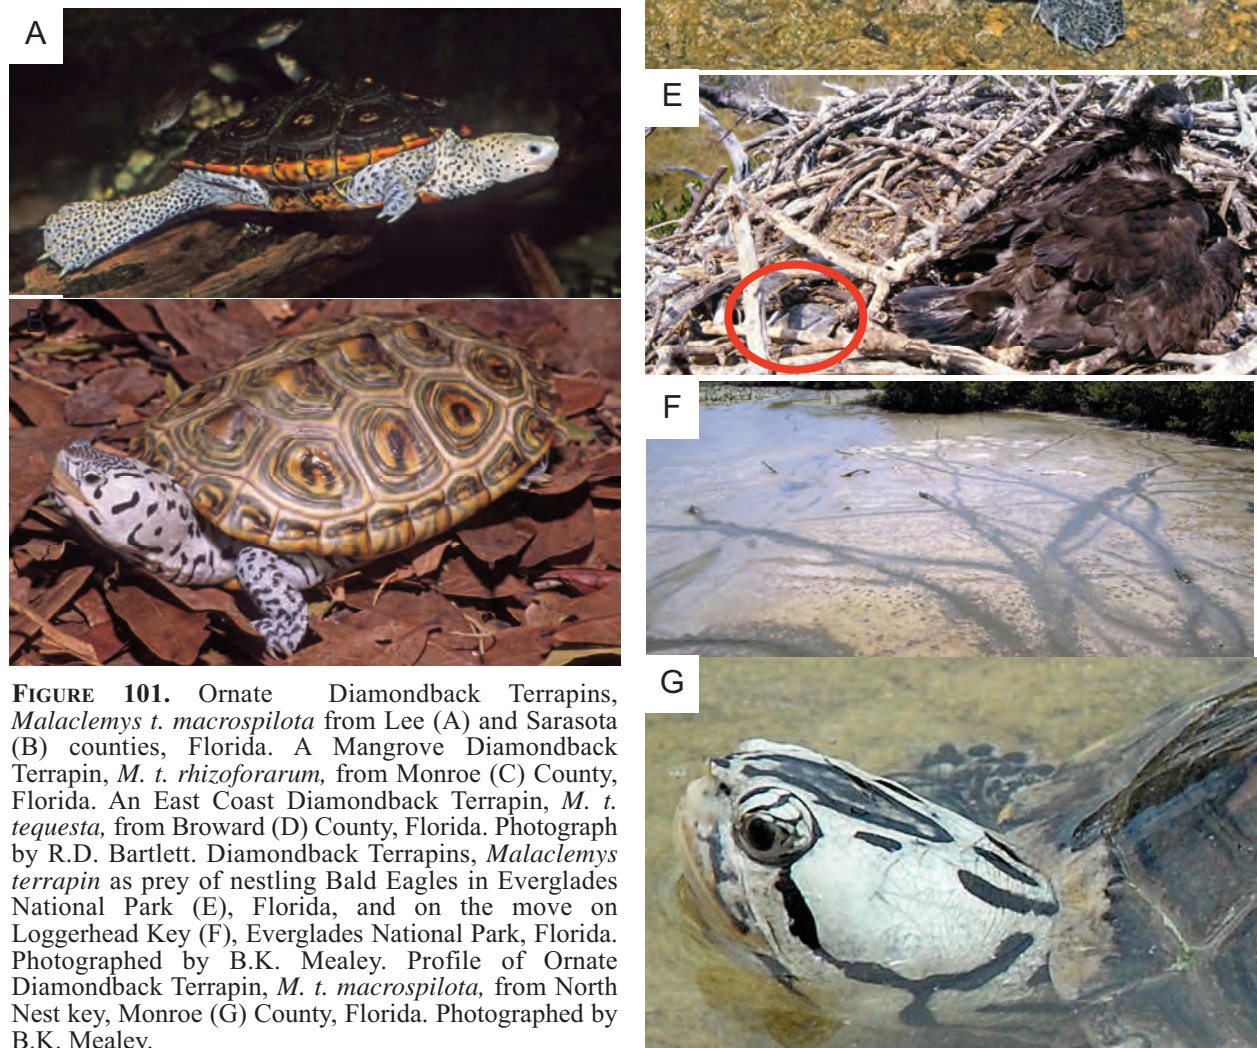 A
B
FIGURE 101. Ornate Diamondback Terrapins,
Malaclemys t. macrospilota from Lee (A) and Sarasota
(B) counties, Florida. A Mangrove Diamondback
Terrapin, M. t. rhizoforarum, from Monroe (C) County,
Florida. An East Coast Diamondback Terrapin, M. t.
tequesta, from Broward (D) County, Florida. Photograph
by R.D. Bartlett. Diamondback Terrapins, Malaclemys
terrapin as prey of nestling Bald Eagles in Everglades
National Park (E), Florida, and on the move on
Loggerhead Key (F), Everglades National Park, Florida.
Photographed by B.K. Mealey. Profile of Ornate
Diamondback Terrapin, M. t. macrospilota, from North
Nest key, Monroe (G) County, Florida. Photographed by
B.K. Mealey.
E
F
G